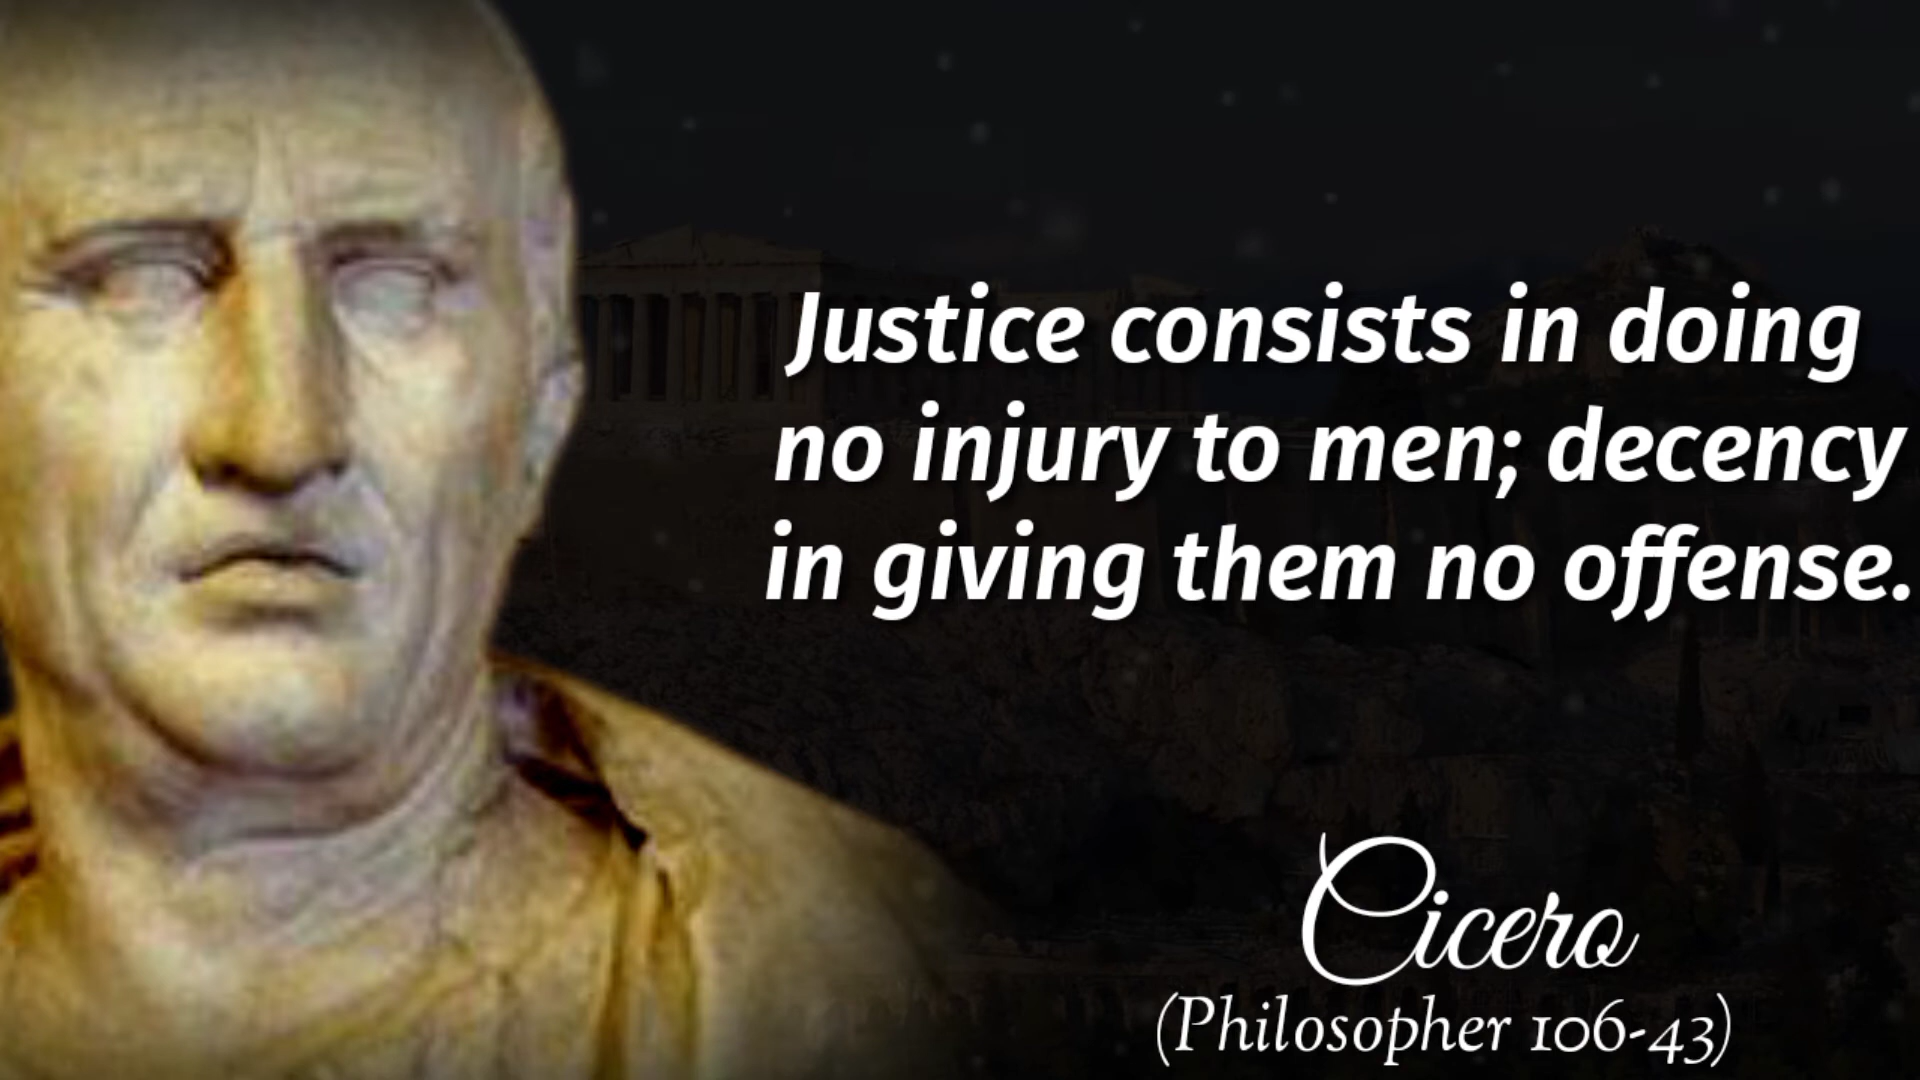 Justice consists in doing
no injury to men; decency
in giving them no offense.
Cicero
(Philosopher 106-43)